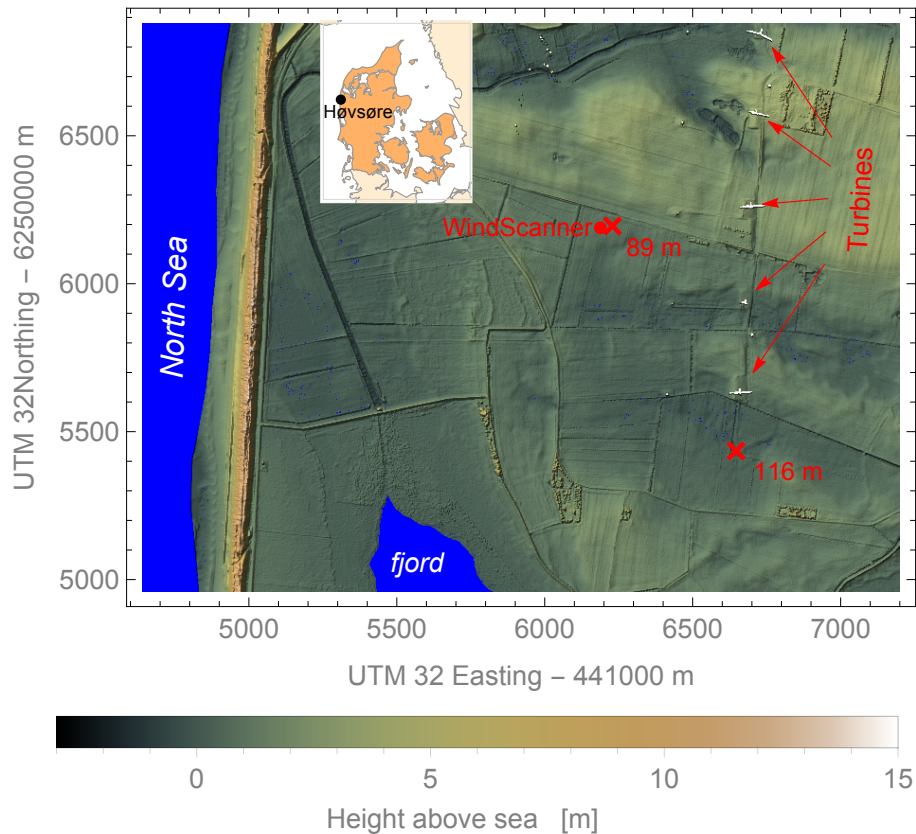 Høvsøre
6500
6000
5500
5000
UTM 32Northing − 6250000 m
North Sea
WindScanner
89 m
Turbines
116 m
fjord
5000 5500 6000 6500 7000
UTM 32 Easting − 441000 m
0 5 10 15
Height above sea [m]